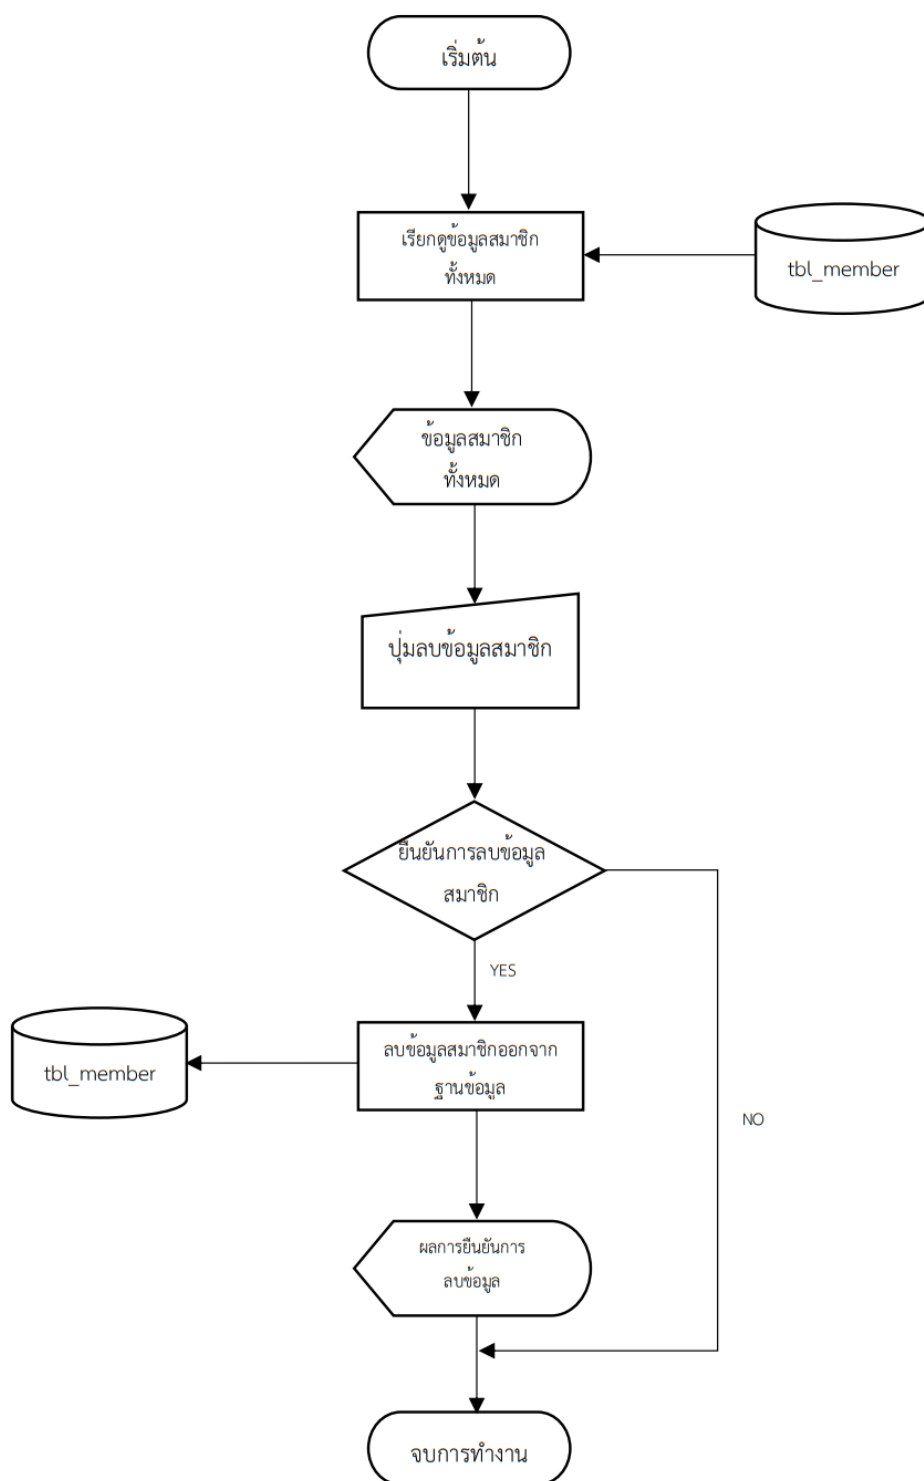 เริ่มต้น
เรียกดูข้อมูลสมาชิก
ทั้งหมด
tbl_member
ข้อมูลสมาชิก
ทั้งหมด
ปุ่มลบข้อมูลสมาชิก
ยืนยันการลบข้อมูล
สมาชิก
YES
ลบข้อมูลสมาชิกออกจาก
ฐานข้อมูล
tbl_member
NO
ผลการยืนยันการ
ลบข้อมูล
จบการทำงาน